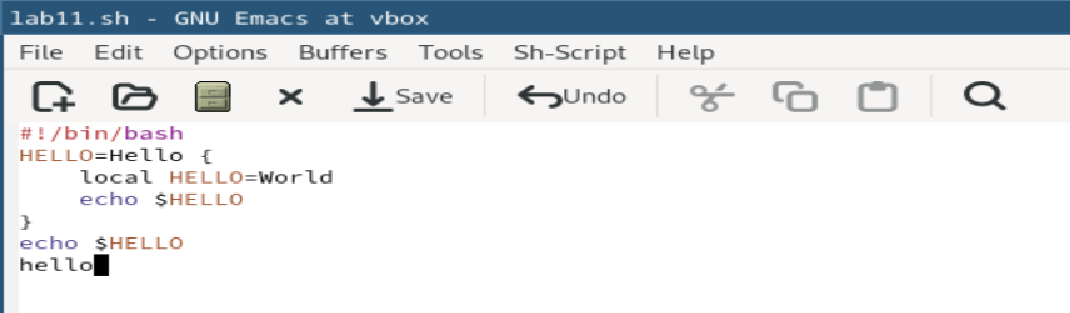 lab11.sh - GNU Emacs at vbox
File Edit Options Buffers Tools Sh-Script Help
Save Undo
#!/bin/bash
HELLO=Hello {
    local HELLO=World
    echo $HELLO
}
echo $HELLO
hello